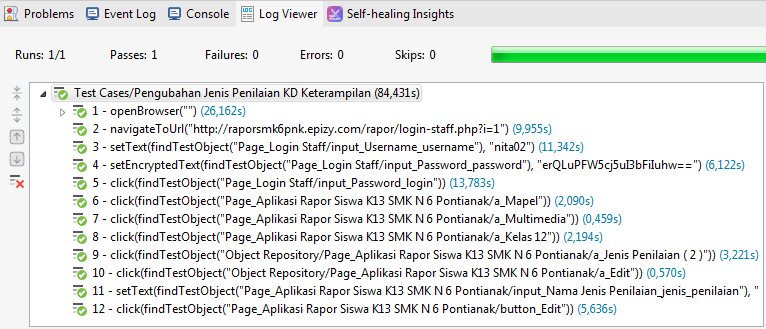 Problems Event Log Console Log Viewer Self-healing Insights
Runs: 1/1 Passes: 1 Failures: 0 Errors: 0 Skips: 0
Test Cases/Pengubahan Jenis Penilaian KD Keterampilan (84,431s)
1 - openBrowser("") (26,162s)
2 - navigateToUrl("http://raporsmk6pnk.epizy.com/rapor/login-staff.php?i=1") (9,955s)
3 - setText(findTestObject("Page_Login Staff/input_Username_username"), "nita02") (11,342s)
4 - setEncryptedText(findTestObject("Page_Login Staff/input_Password_password"), "erQLuPFW5cj5uI3bFiIuhw==") (6,122s)
5 - click(findTestObject("Page_Login Staff/input_Password_login")) (13,783s)
6 - click(findTestObject("Page_Aplikasi Rapor Siswa K13 SMK N 6 Pontianak/a_Mapel")) (2,090s)
7 - click(findTestObject("Page_Aplikasi Rapor Siswa K13 SMK N 6 Pontianak/a_Multimedia")) (0,459s)
8 - click(findTestObject("Page_Aplikasi Rapor Siswa K13 SMK N 6 Pontianak/a_Kelas 12")) (2,194s)
9 - click(findTestObject("Object Repository/Page_Aplikasi Rapor Siswa K13 SMK N 6 Pontianak/a_Jenis Penilaian ( 2 )")) (3,221s)
10 - click(findTestObject("Object Repository/Page_Aplikasi Rapor Siswa K13 SMK N 6 Pontianak/a_Edit")) (0,570s)
11 - setText(findTestObject("Page_Aplikasi Rapor Siswa K13 SMK N 6 Pontianak/input_Nama Jenis Penilaian_jenis_penilaian"), "
12 - click(findTestObject("Page_Aplikasi Rapor Siswa K13 SMK N 6 Pontianak/button_Edit")) (5,636s)